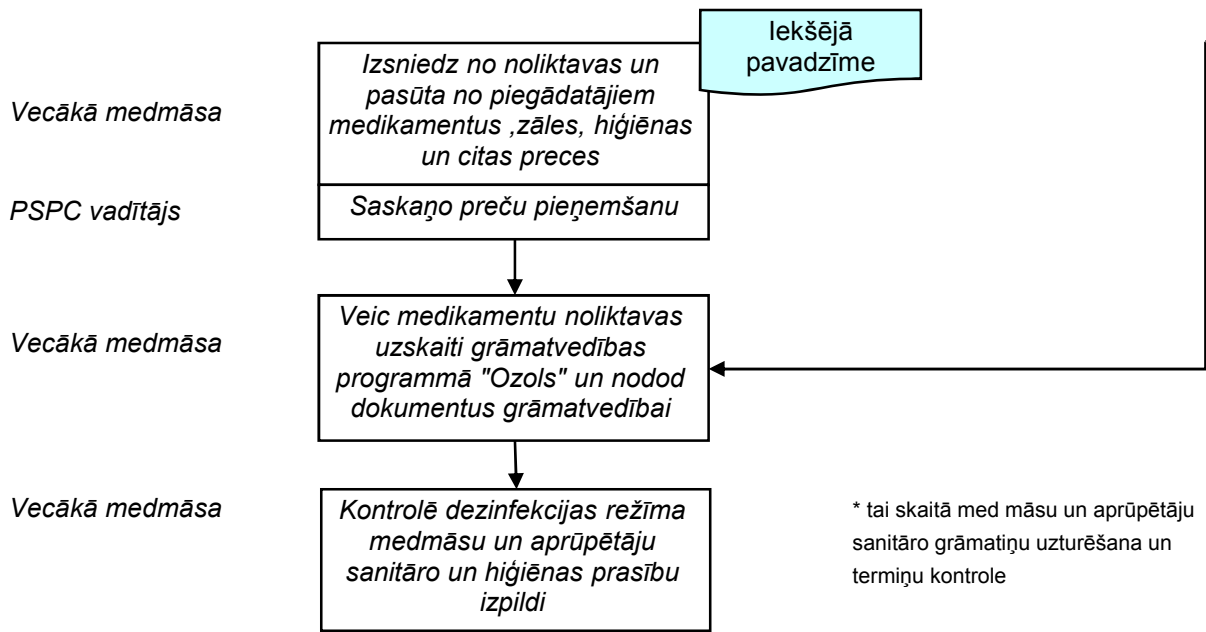 Iekšējā
pavadzīme
Vecākā medmāsa
Izsniedz no noliktavas un
pasūta no piegādatājiem
medikamentus ,zāles, hiģiēnas
un citas preces
PSPC vadītājs
Saskaņo preču pieņemšanu
Vecākā medmāsa
Veic medikamentu noliktavas
uzskaiti grāmatvedības
programmā "Ozols" un nodod
dokumentus grāmatvedībai
Vecākā medmāsa
Kontrolē dezinfekcijas režīma
medmāsu un aprūpētāju
sanitāro un hiģiēnas prasību
izpildi
* tai skaitā med māsu un aprūpētāju
sanitāro grāmatiņu uzturēšana un
termiņu kontrole